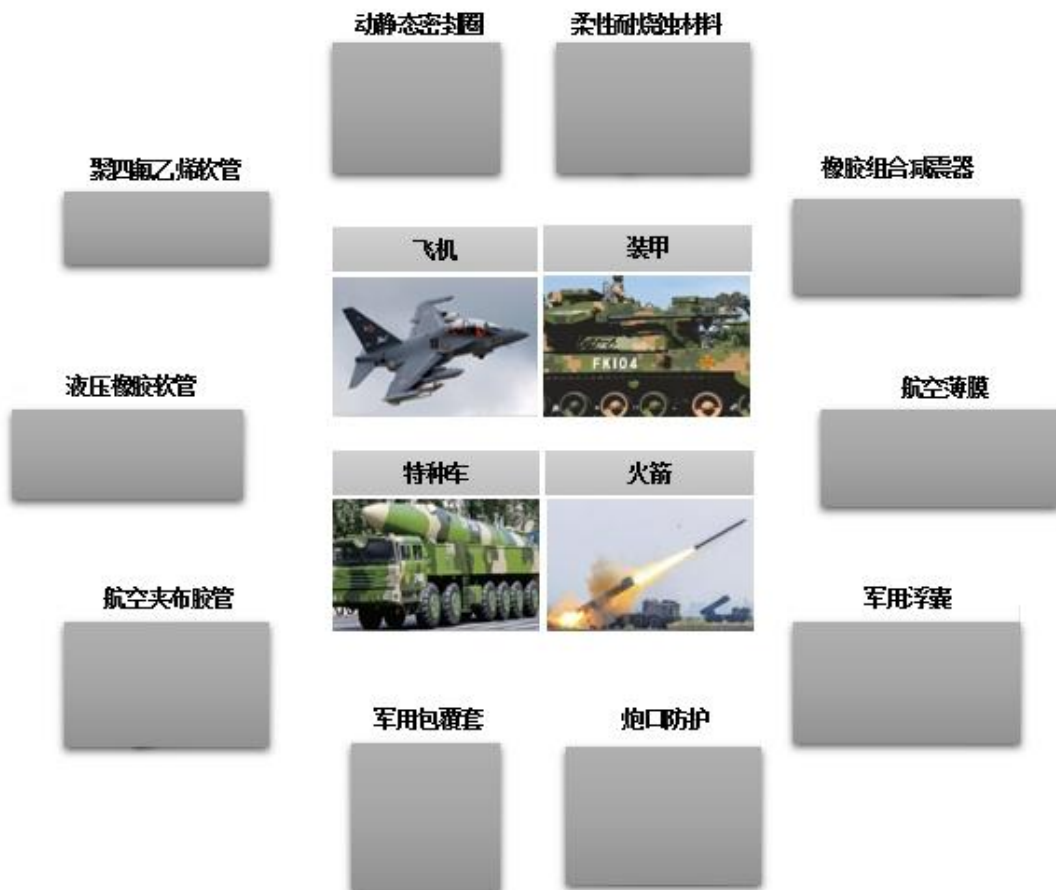 动静态密封圈 柔性耐烧蚀材料
聚四氟乙烯软管 橡胶组合减震器
飞机 装甲
FK104
液压橡胶软管 航空薄膜
特种车 火箭
航空夹布胶管 军用浮囊
军用包覆套 炮口防护